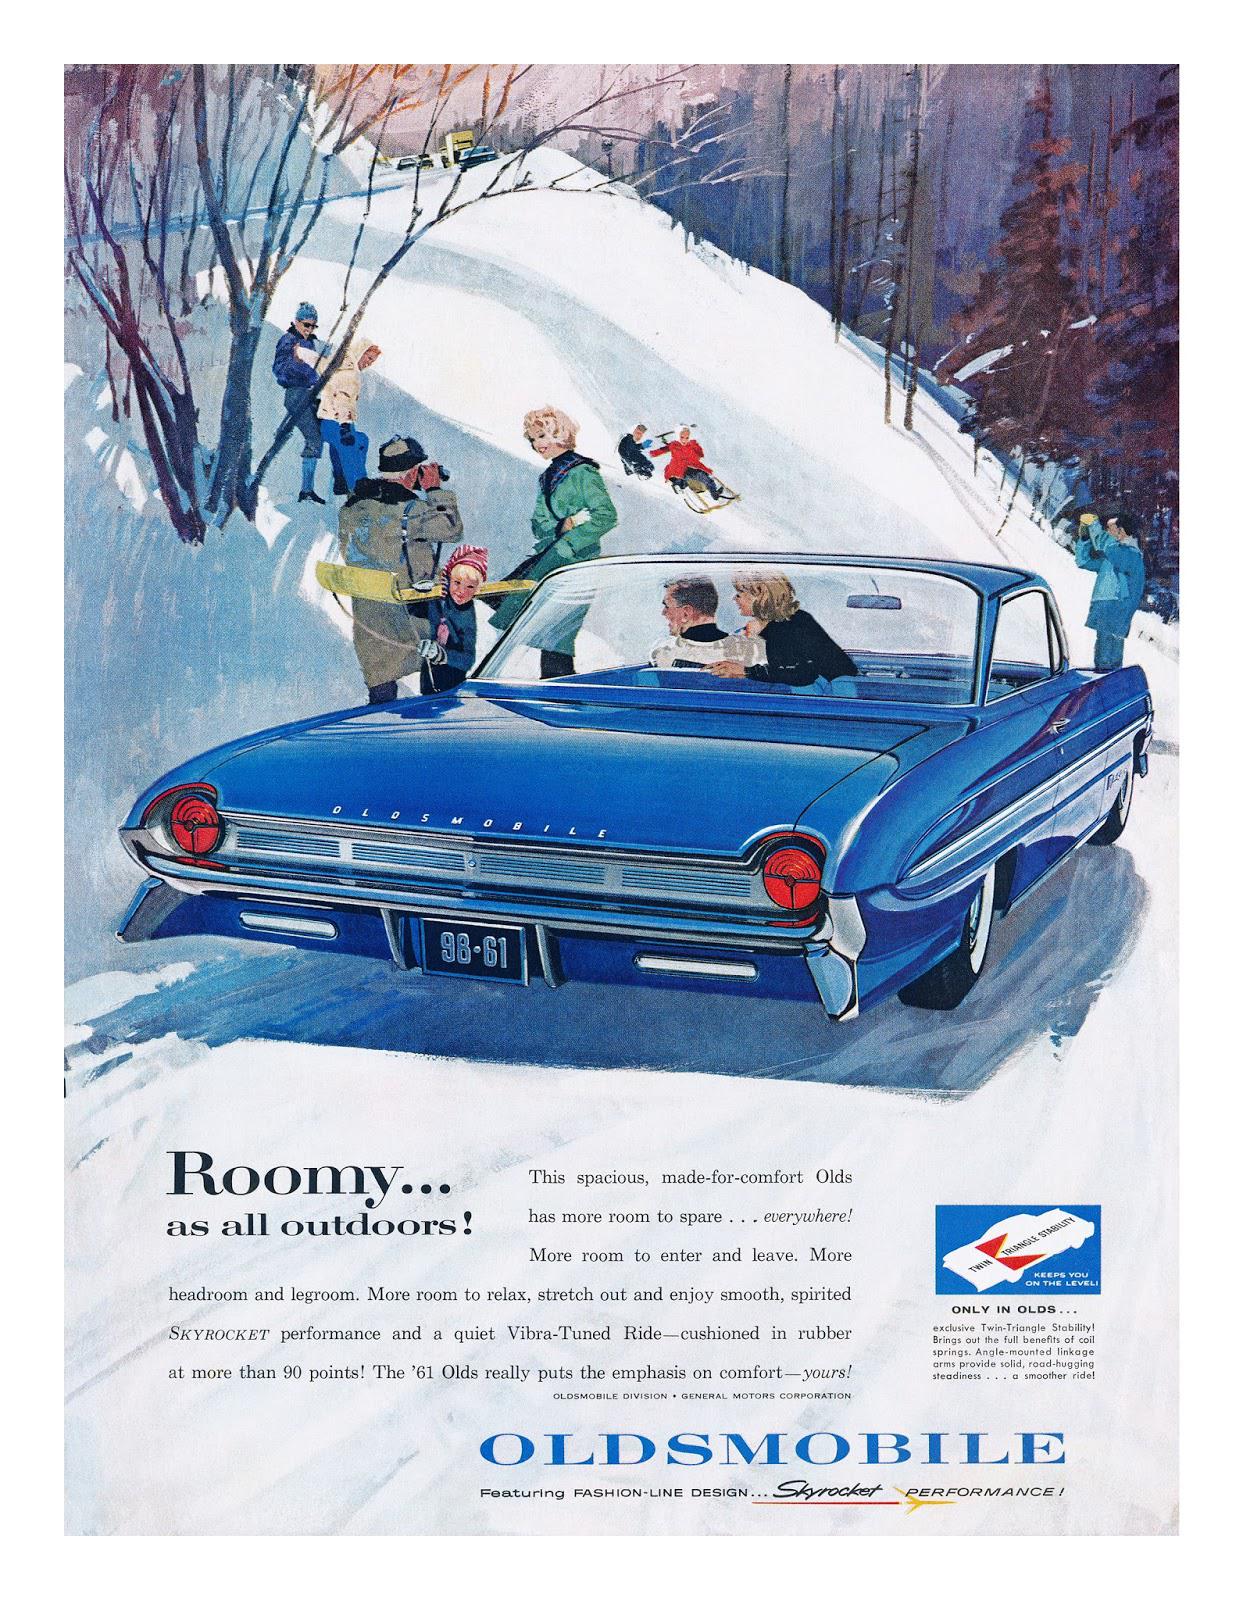 OLDSMOBILE
98·61
Roomy...
as all outdoors!
This spacious, made-for-comfort Olds
has more room to spare . . . everywhere!
More room to enter and leave. More
headroom and legroom. More room to relax, stretch out and enjoy smooth, spirited
SKYROCKET performance and a quiet Vibra-Tuned Ride—cushioned in rubber
at more than 90 points! The '61 Olds really puts the emphasis on comfort—yours!
OLDSMOBILE DIVISION • GENERAL MOTORS CORPORATION
TWIN TRIANGLE STABILITY
KEEPS YOU
ON THE LEVEL!
ONLY IN OLDS...
exclusive Twin-Triangle Stability!
Brings out the full benefits of coil
springs. Angle-mounted linkage
arms provide solid, road-hugging
steadiness . . . a smoother ride!
OLDSMOBILE
Featuring FASHION-LINE DESIGN... Skyrocket PERFORMANCE!